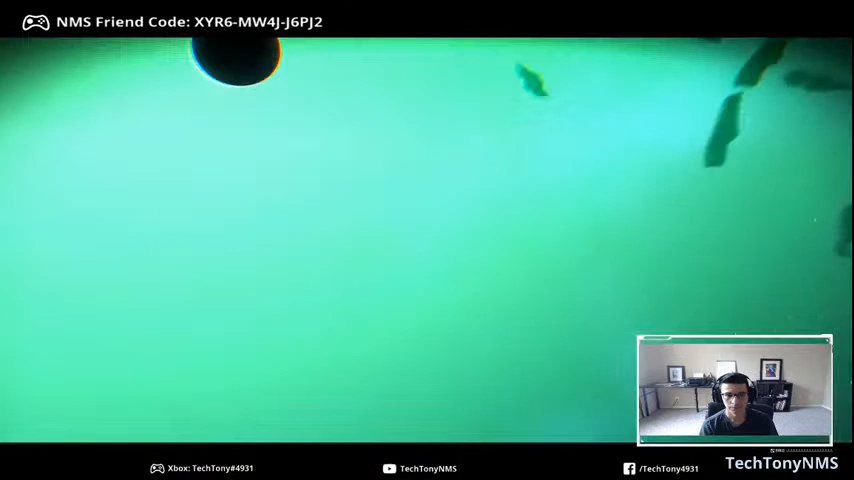 NMS Friend Code: XYR6-MW4J-J6PJ2
Xbox: TechTony#4931
TechTonyNMS
/TechTony4931
TechTonyNMS